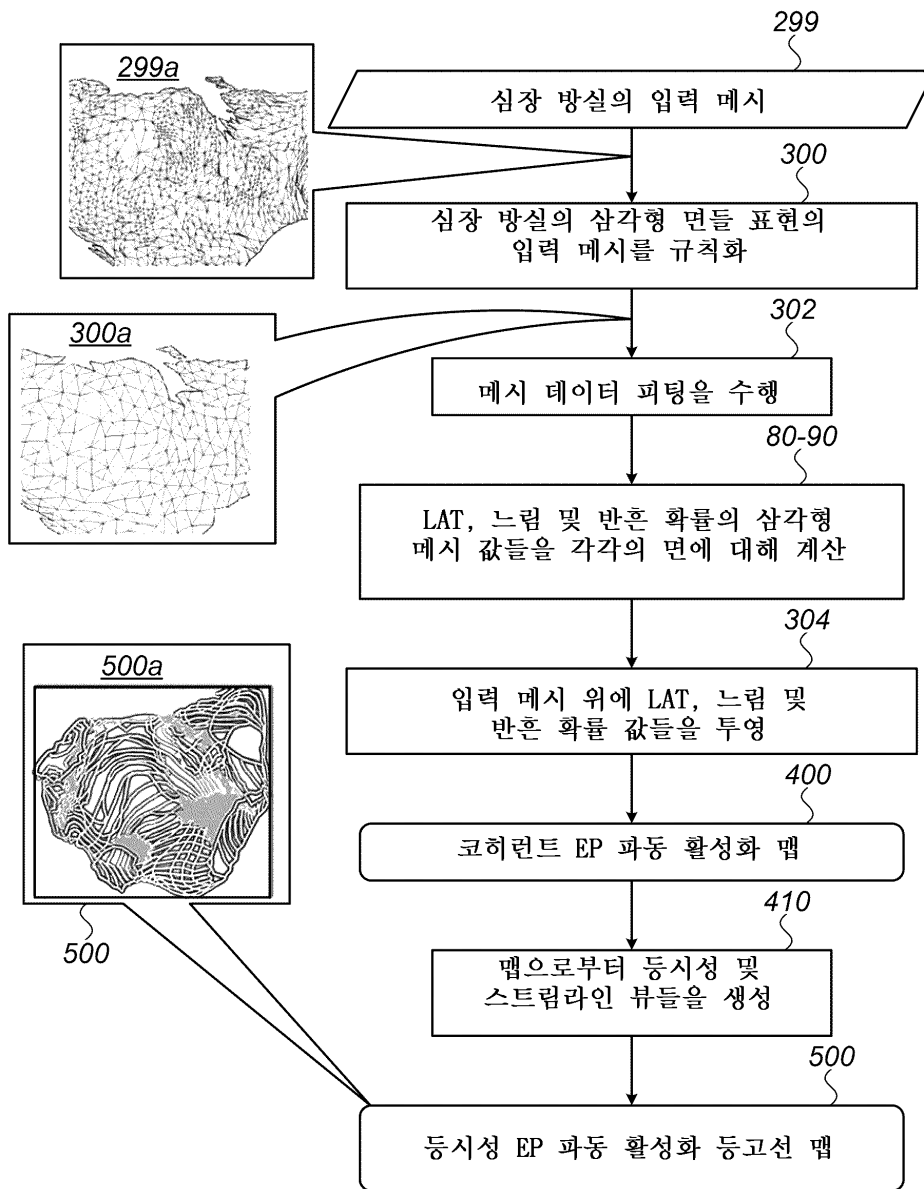 299
299a
심장 방실의 입력 메시
300
심장 방실의 삼각형 면들 표현의
입력 메시를 규칙화
300a
302
메시 데이터 피팅을 수행
80-90
LAT, 느림 및 반흔 확률의 삼각형
메시 값들을 각각의 면에 대해 계산
304
500a
입력 메시 위에 LAT, 느림 및
반흔 확률 값들을 투영
400
코히런트 EP 파동 활성화 맵
410
500
맵으로부터 등시성 및
스트림라인 뷰들을 생성
500
등시성 EP 파동 활성화 등고선 맵